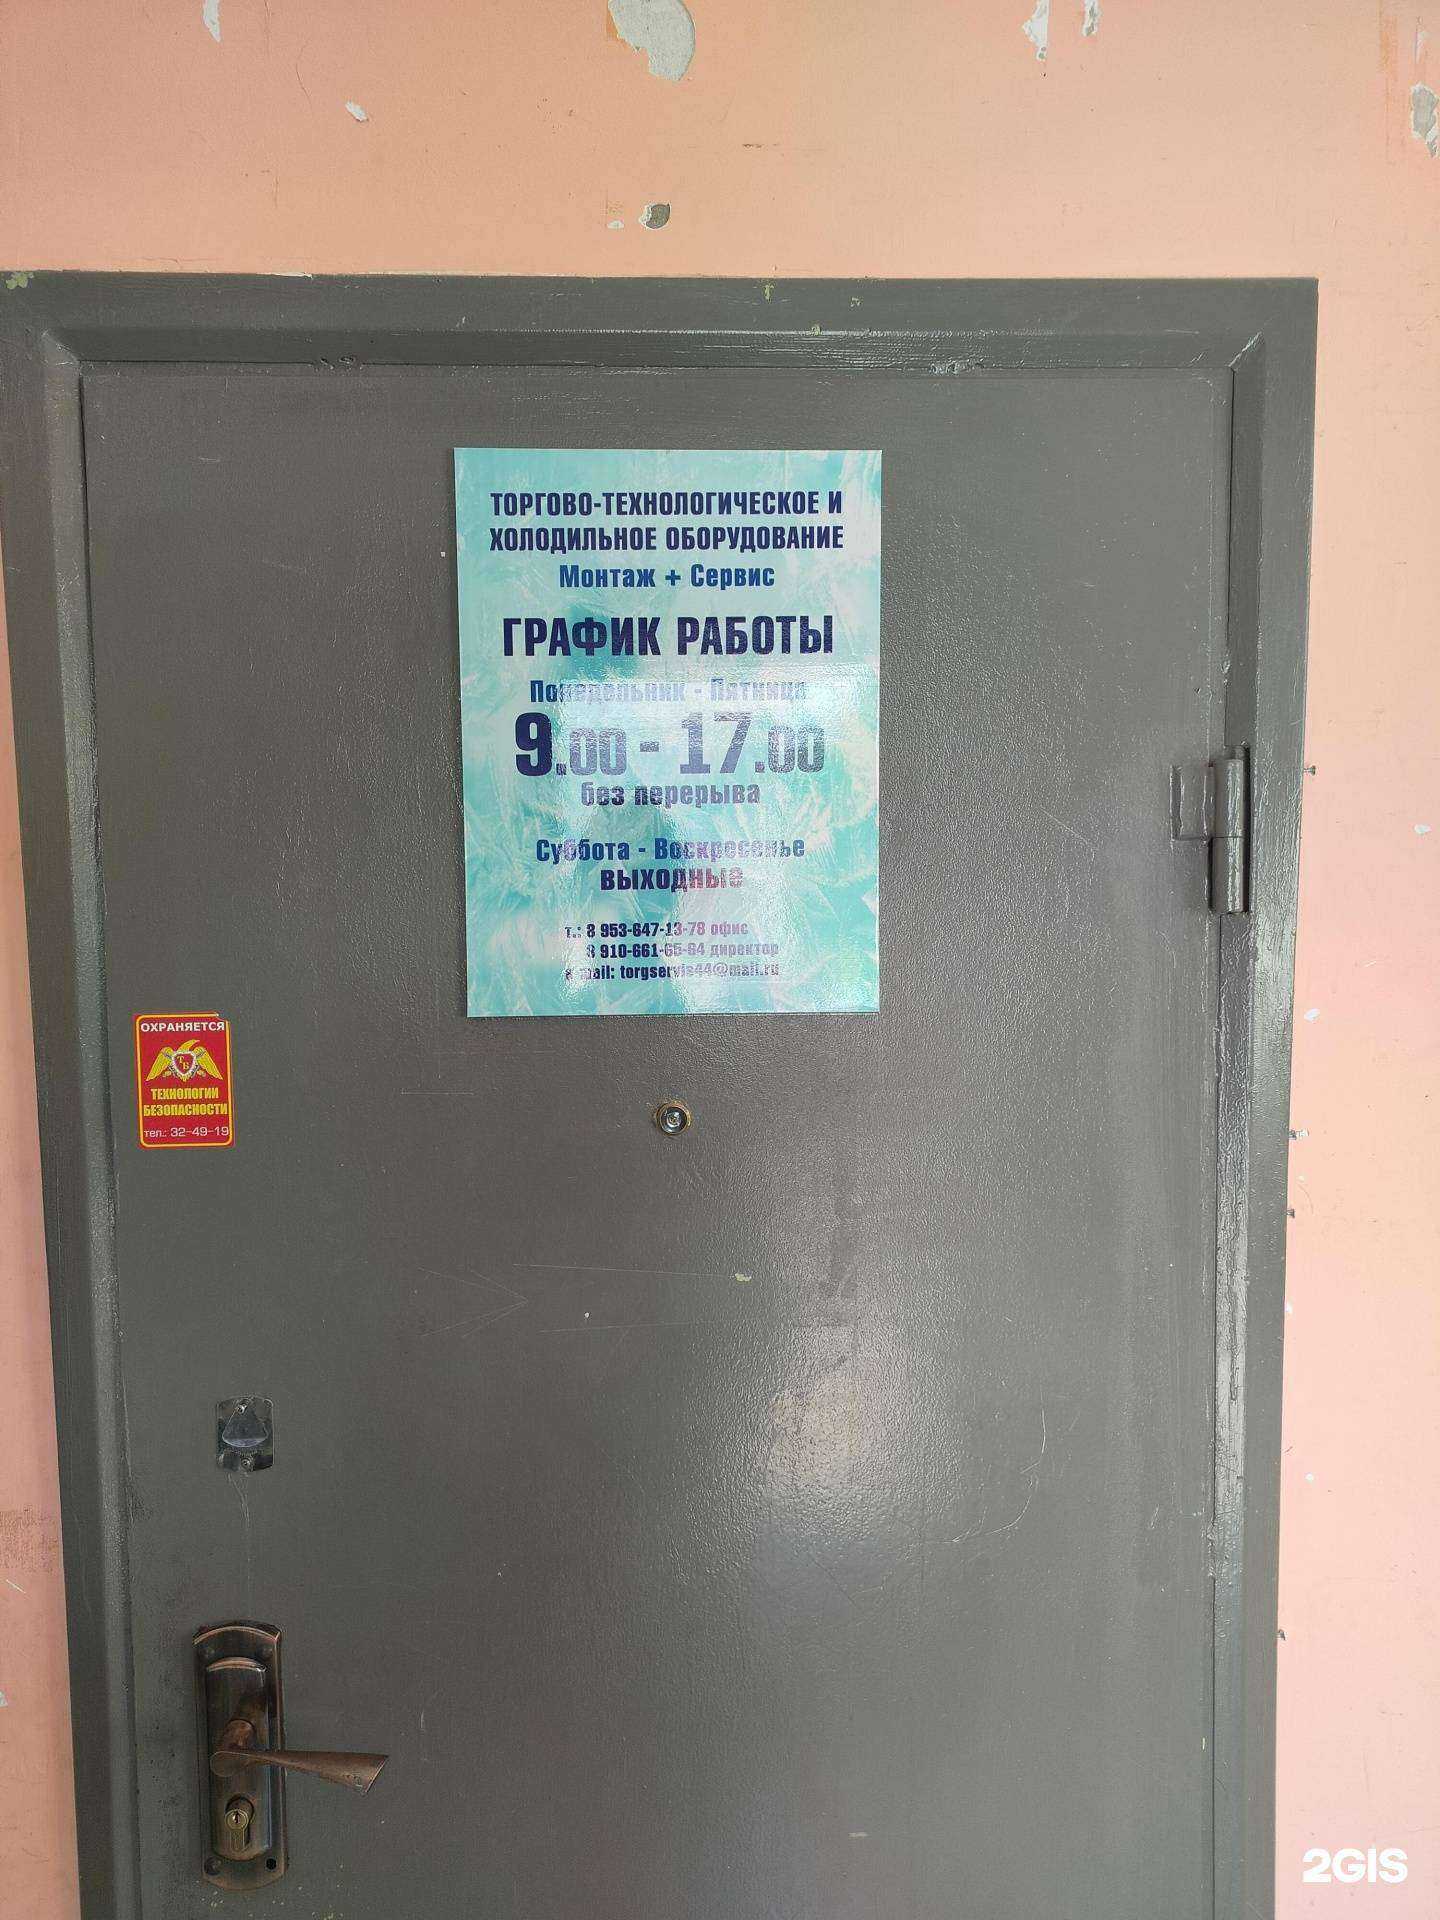 ТОРГОВО-ТЕХНОЛОГИЧЕСКОЕ И
ХОЛОДИЛЬНОЕ ОБОРУДОВАНИЕ
Монтаж + Сервис
ГРАФИК РАБОТЫ
Понедельник - Пятница
9.00 - 17.00
без перерыва
Суббота - Воскресенье
ВЫХОДНЫЕ
т.: 8 953-647-13-78 офис
8 910-661-65-64 директор
e-mail: torgservis44@mail.ru
ОХРАНЯЕТСЯ
ТБ
ТЕХНОЛОГИИ
БЕЗОПАСНОСТИ
тел.: 32-49-19
2GIS